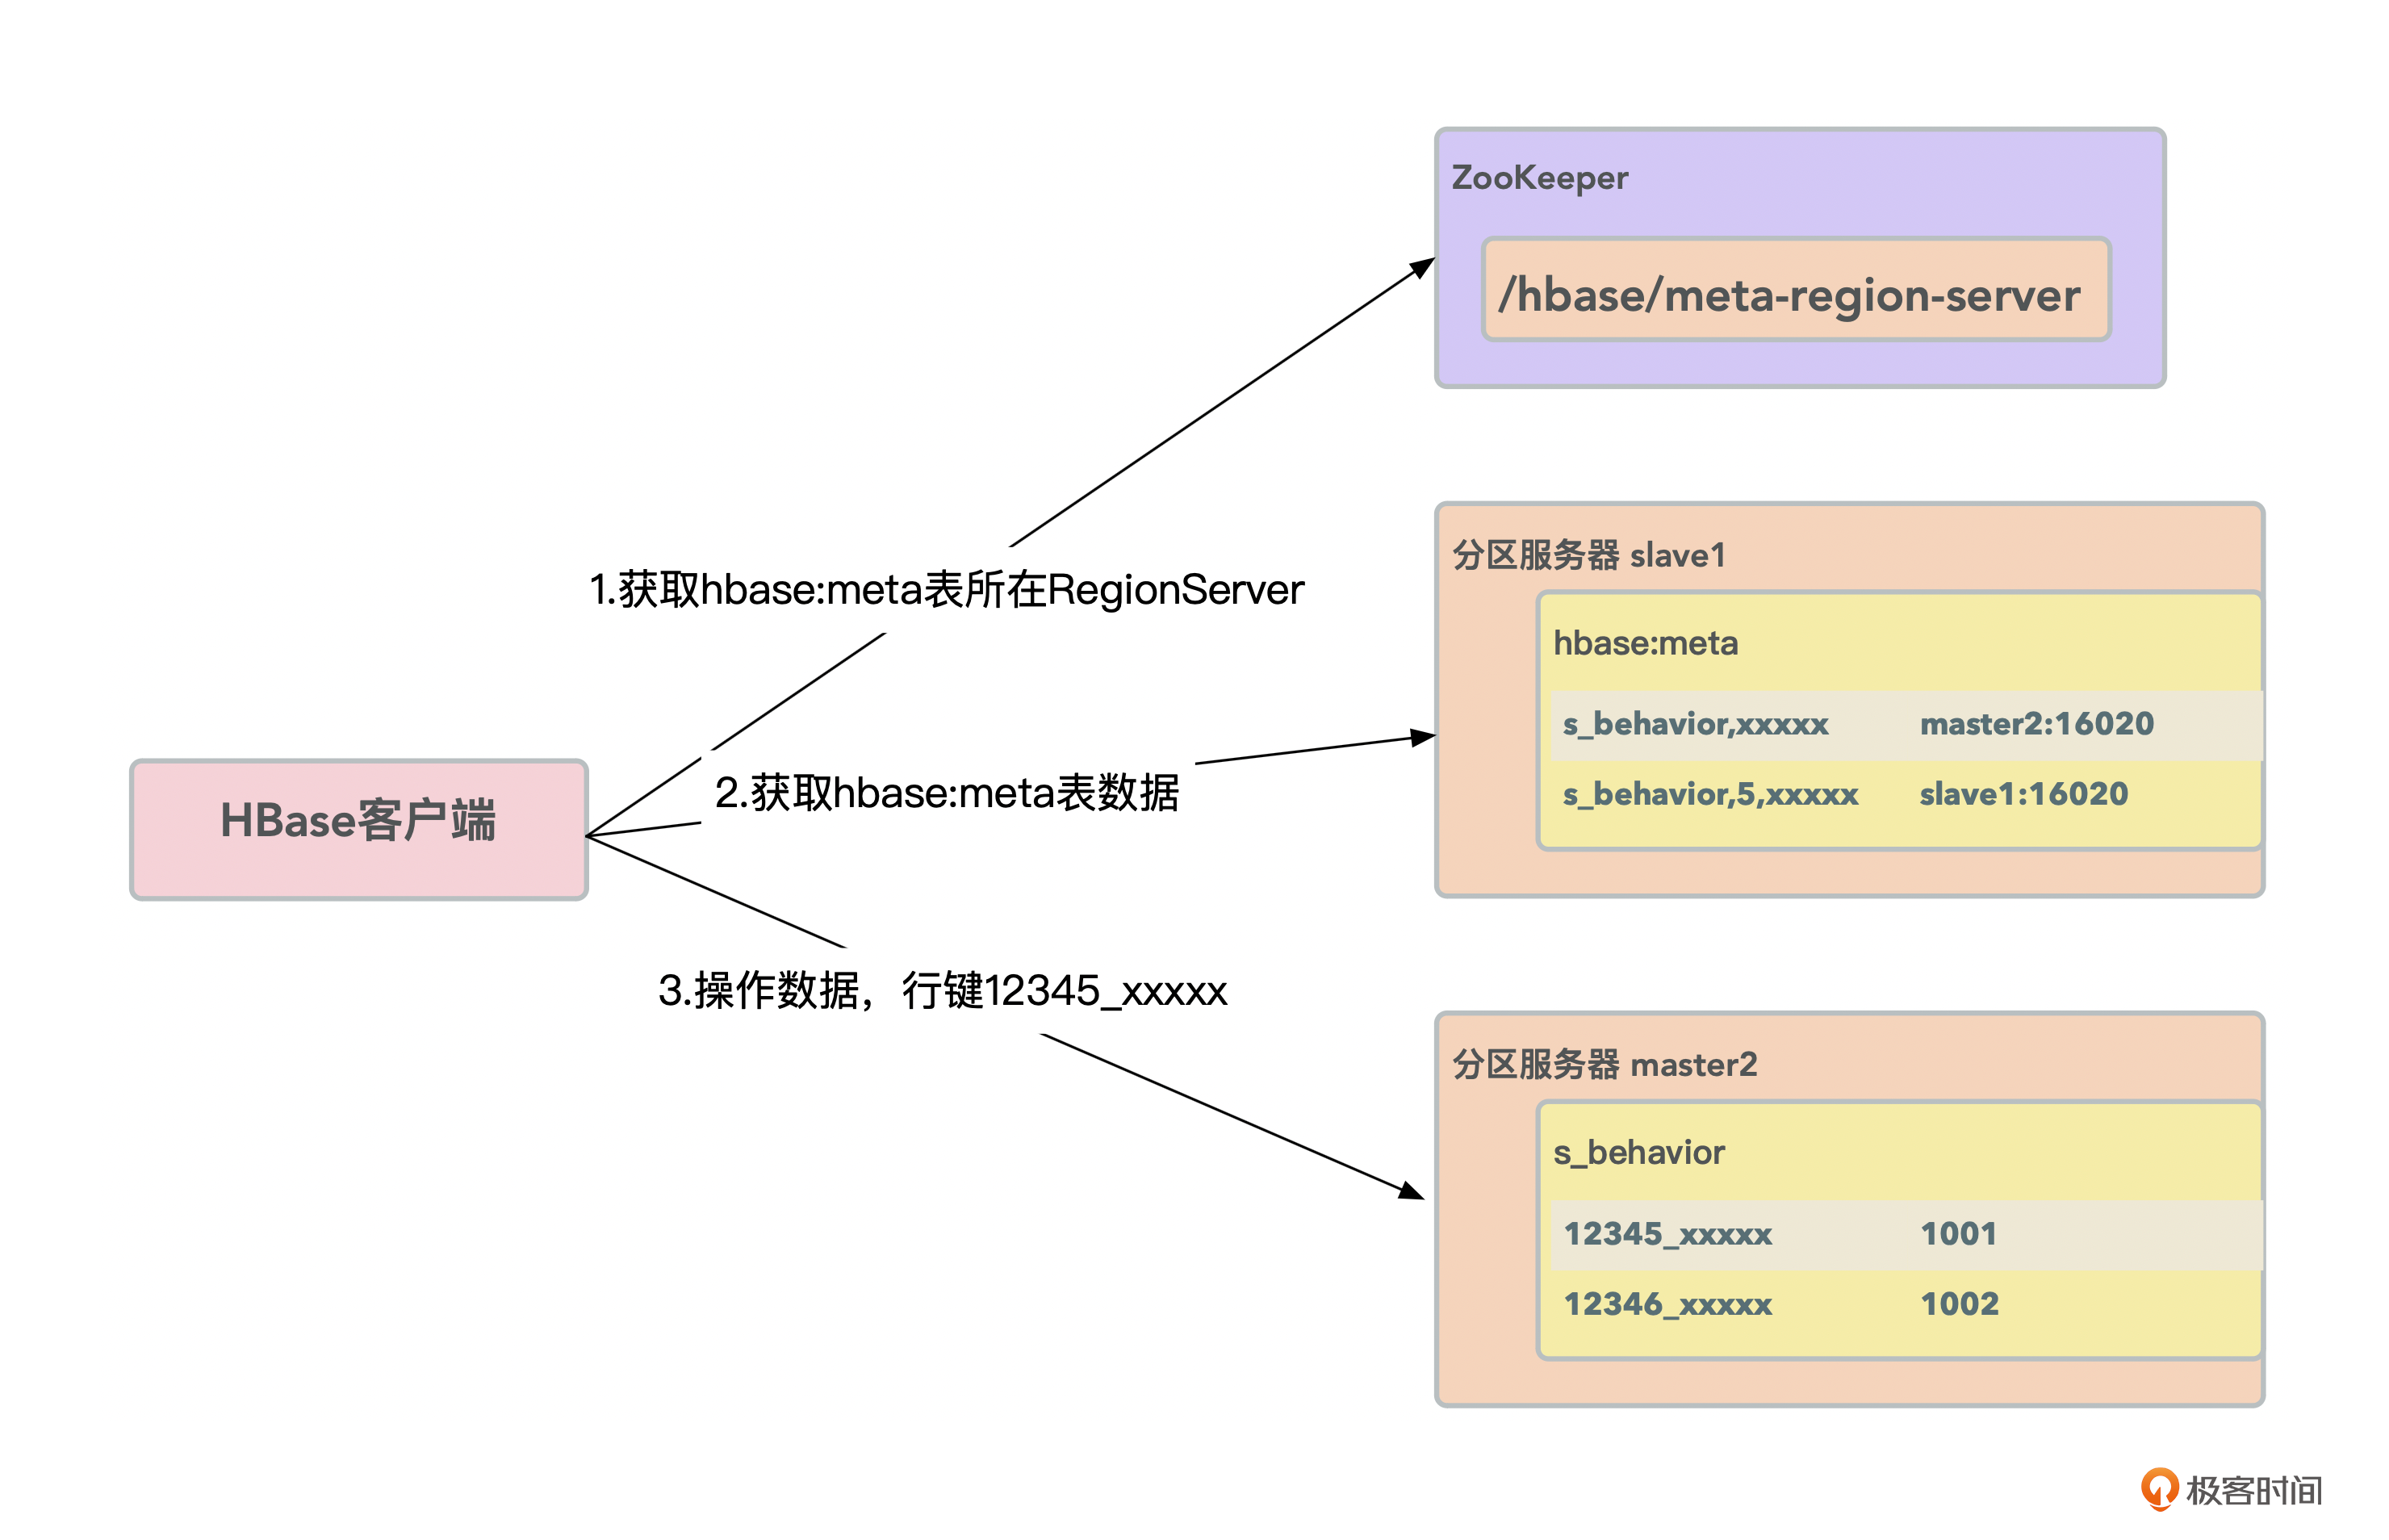 ZooKeeper
/hbase/meta-region-server
1.获取hbase:meta表所在RegionServer
分区服务器 slave1
hbase:meta
s_behavior,xxxxx master2:16020
s_behavior,5,xxxxx slave1:16020
2.获取hbase:meta表数据
HBase客户端
3.操作数据，行键12345_xxxxx
分区服务器 master2
s_behavior
12345_xxxxx 1001
12346_xxxxx 1002
极客时间